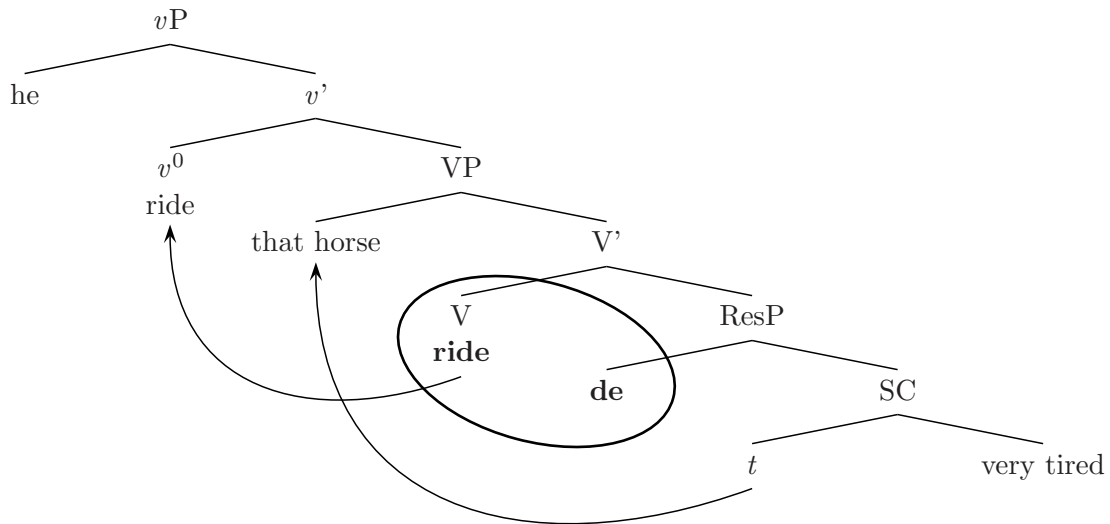 vP
he v’
v⁰ VP
ride
that horse V’
V ResP
ride
de SC
t very tired